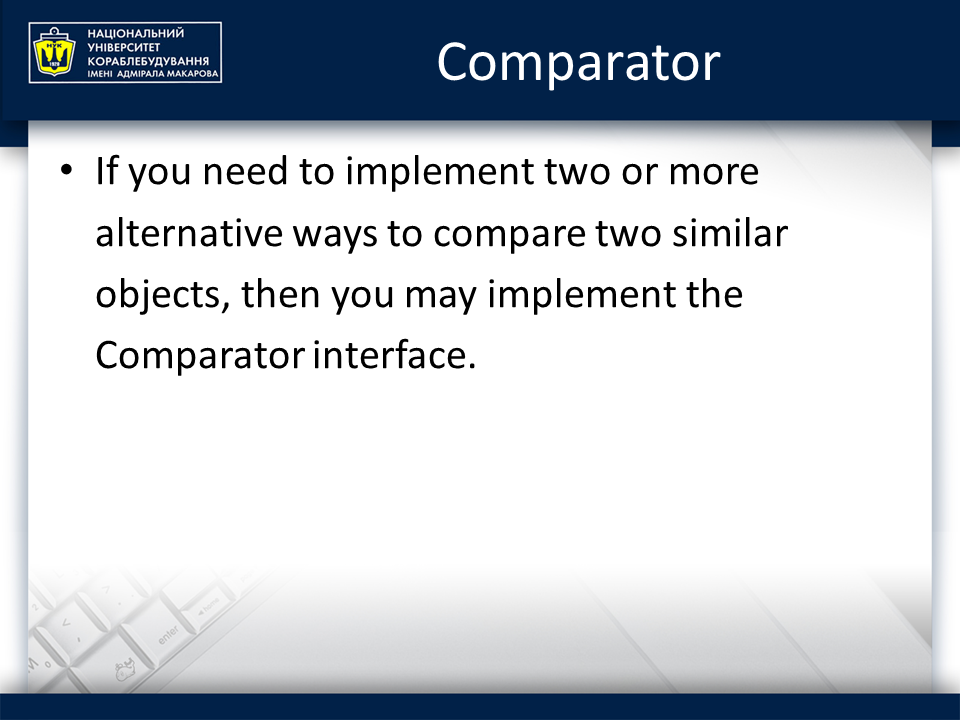 НАЦІОНАЛЬНИЙ
УНІВЕРСИТЕТ
КОРАБЛЕБУДУВАННЯ
ІМЕНІ АДМІРАЛА МАКАРОВА
НУК
1920
Comparator
• If you need to implement two or more
alternative ways to compare two similar
objects, then you may implement the
Comparator interface.
enter
home